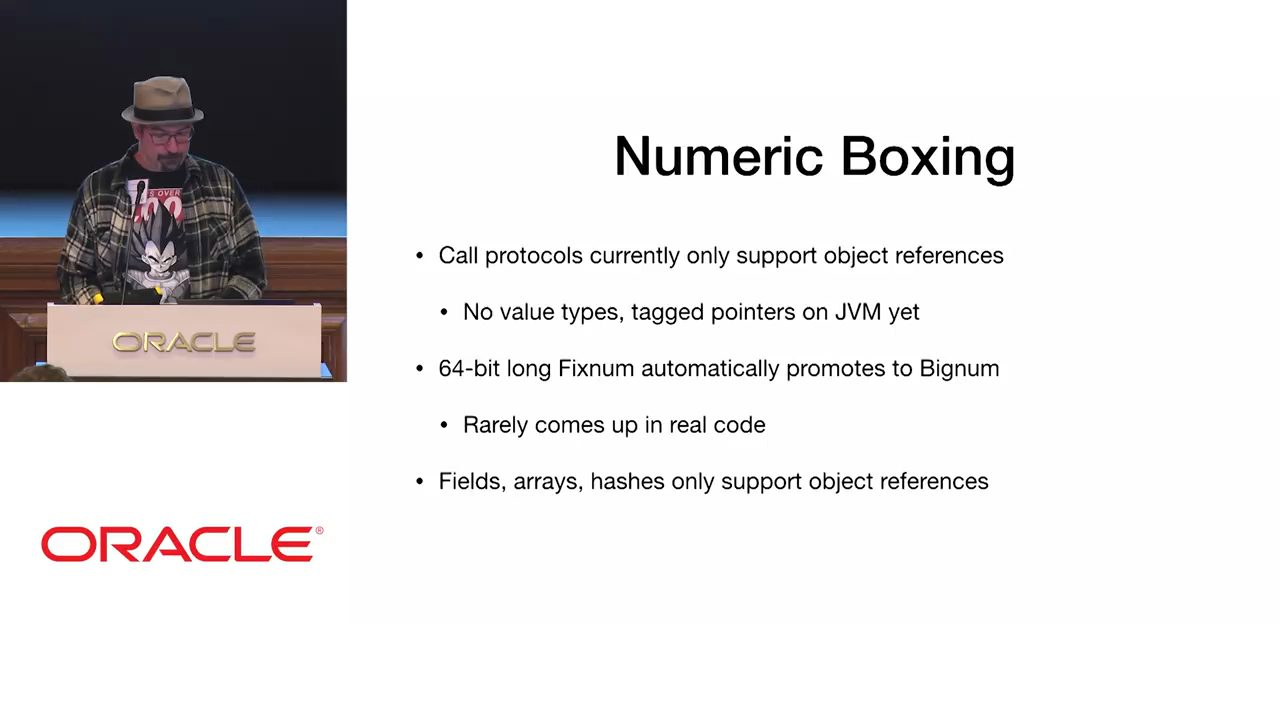 Numeric Boxing
• Call protocols currently only support object references
• No value types, tagged pointers on JVM yet
• 64-bit long Fixnum automatically promotes to Bignum
• Rarely comes up in real code
• Fields, arrays, hashes only support object references
OVER
ORACLE
ORACLE®